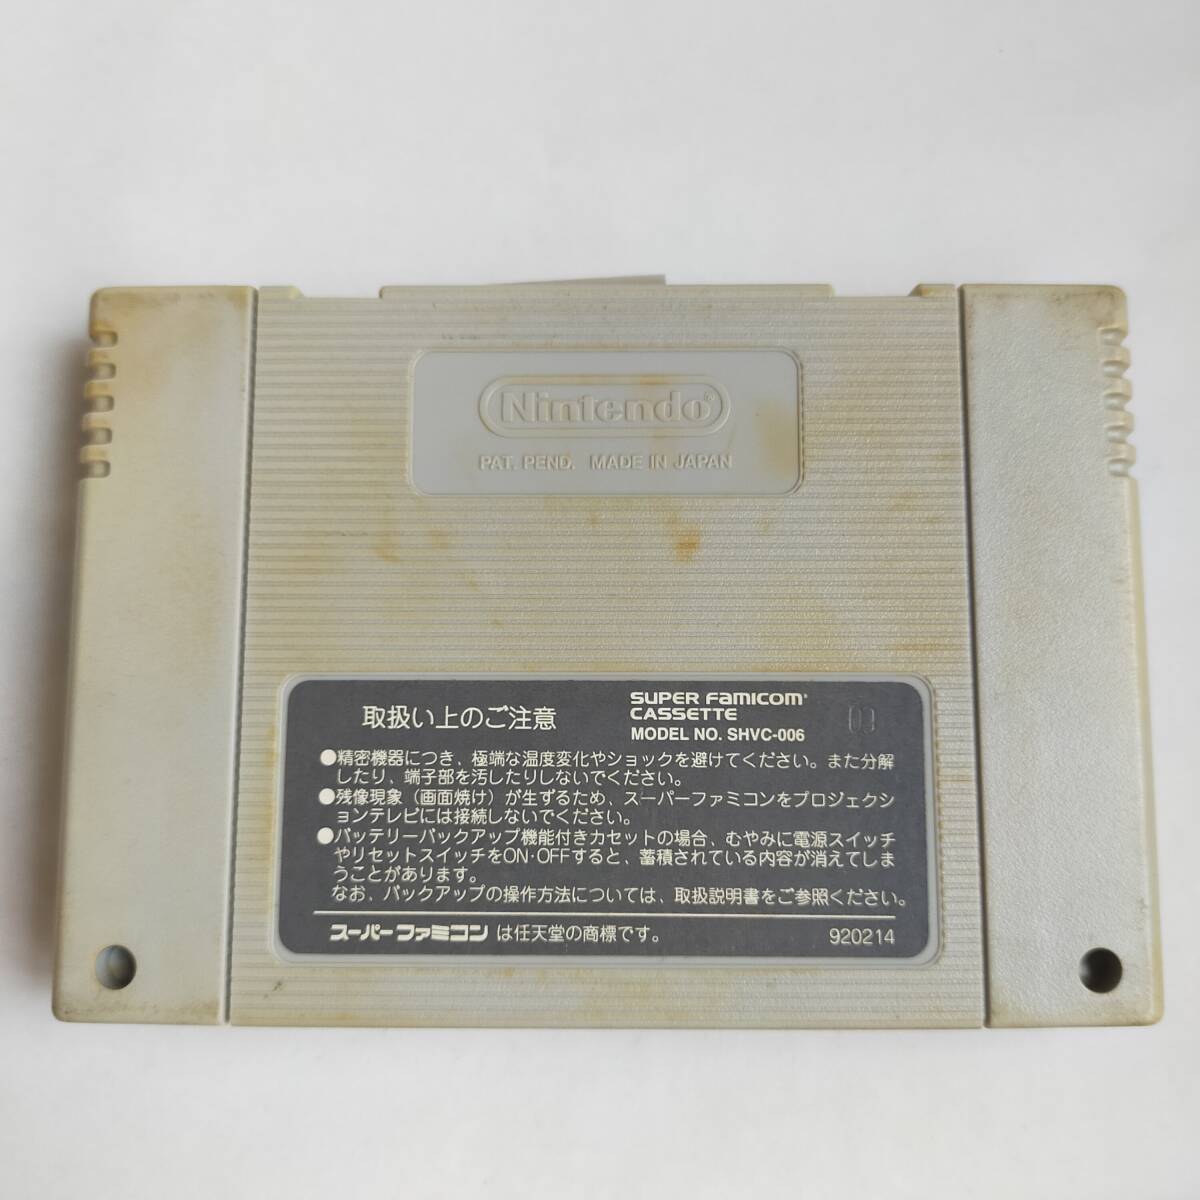 Nintendo®
PAT. PEND. MADE IN JAPAN
取扱い上のご注意
SUPER FAMICOM
CASSETTE
MODEL NO. SHVC-006
●精密機器につき、極端な温度変化やショックを避けてください。また分解
したり、端子部を汚したりしないでください。
●残像現象（画面焼け）が生ずるため、スーパーファミコンをプロジェクシ
ョンテレビには接続しないでください。
●バッテリーバックアップ機能付きカセットの場合、むやみに電源スイッチ
やリセットスイッチをON·OFFすると、蓄積されている内容が消えてしま
うことがあります。
なお、バックアップの操作方法については、取扱説明書をご参照ください。
スーパーファミコン は任天堂の商標です。
920214